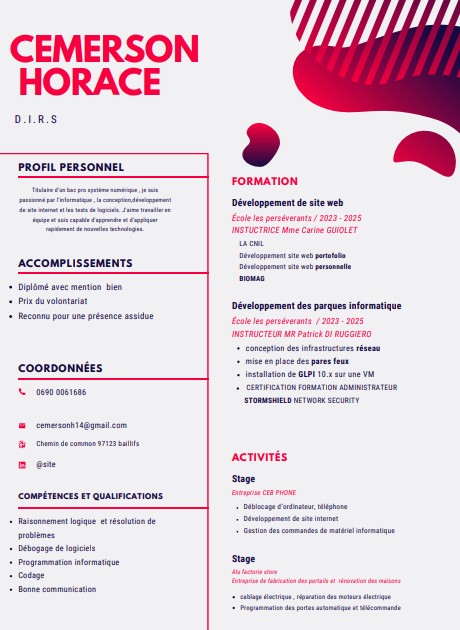 CEMERSON
HORACE
D.I.R.S
PROFIL PERSONNEL
Titulaire d'un bac pro système numérique , je suis
passionné par l'informatique , la conception,développement
de site internet et les tests de logiciels. J'aime travailler en
équipe et suis capable d'apprendre et d'appliquer
rapidement de nouvelles technologies.
ACCOMPLISSEMENTS
Diplômé avec mention bien
Prix du volontariat
Reconnu pour une présence assidue
COORDONNÉES
0690 0061686
cemersonh14@gmail.com
Chemin de common 97123 baillifs
@site
COMPÉTENCES ET QUALIFICATIONS
Raisonnement logique et résolution de
problèmes
Débogage de logiciels
Programmation informatique
Codage
Bonne communication
FORMATION
Développement de site web
École les persévérants / 2023 - 2025
INSTUCTRICE Mme Carine GUIOLET
LA CNIL
Développement site web portofolio
Développement site web personnelle
BIOMAG
Développement des parques informatique
École les persévérants / 2023 - 2025
INSTRUCTEUR MR Patrick DI RUGGIERO
conception des infrastructures réseau
mise en place des pares feux
installation de GLPI 10.x sur une VM
CERTIFICATION FORMATION ADMINISTRATEUR
STORMSHIELD NETWORK SECURITY
ACTIVITÉS
Stage
Entreprise CEB PHONE
Déblocage d'ordinateur, téléphone
Développement de site internet
Gestion des commandes de matériel informatique
Stage
Alu factorie store
Entreprise de fabrication des portails et rénovation des maisons
cablage électrique , réparation des moteurs électrique
Programmation des portes automatique et télécommande